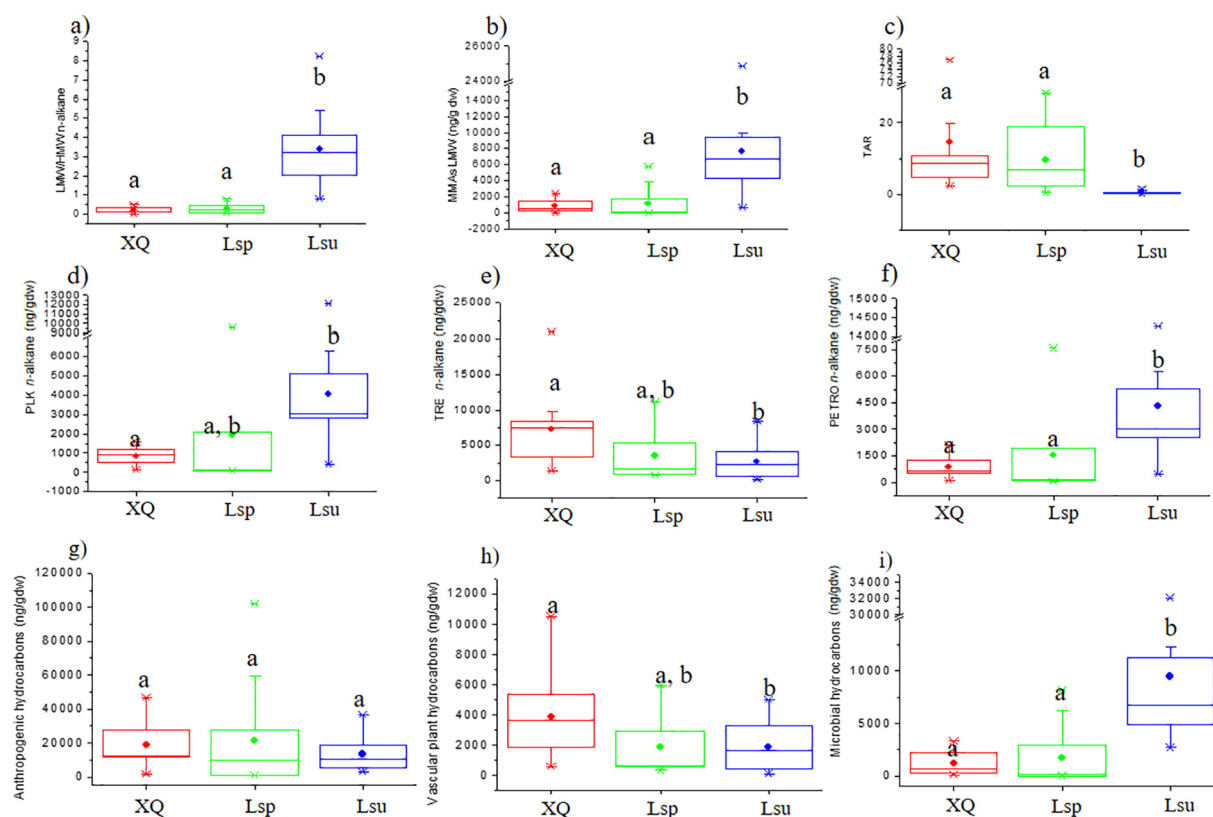 a)
LMW/HMW n-alkane
9
8
7
6
5
4
3
2
1
0
a
a
b
XQ Lsp Lsu
b)
MMAs LMW (ng/g dw)
26000
24000
14000
12000
10000
8000
6000
4000
2000
0
-2000
a
a
b
XQ Lsp Lsu
c)
TAR
80
78
76
74
72
70
20
0
a
a
b
XQ Lsp Lsu
d)
PLK n-alkane (ng/gdw)
13000
12000
11000
10000
9000
6000
5000
4000
3000
2000
1000
0
-1000
a
a, b
b
XQ Lsp Lsu
e)
TRE n-alkane (ng/gdw)
25000
20000
15000
10000
5000
0
a
a, b
b
XQ Lsp Lsu
f)
PETRO n-alkane (ng/gdw)
15000
14000
7500
6000
4500
3000
1500
0
a
a
b
XQ Lsp Lsu
g)
Anthropogenic hydrocarbons (ng/gdw)
120000
100000
80000
60000
40000
20000
0
a
a
a
XQ Lsp Lsu
h)
Vascular plant hydrocarbons (ng/gdw)
12000
10000
8000
6000
4000
2000
0
a
a, b
b
XQ Lsp Lsu
i)
Microbial hydrocarbons (ng/gdw)
34000
32000
30000
10000
5000
0
a
a
b
XQ Lsp Lsu